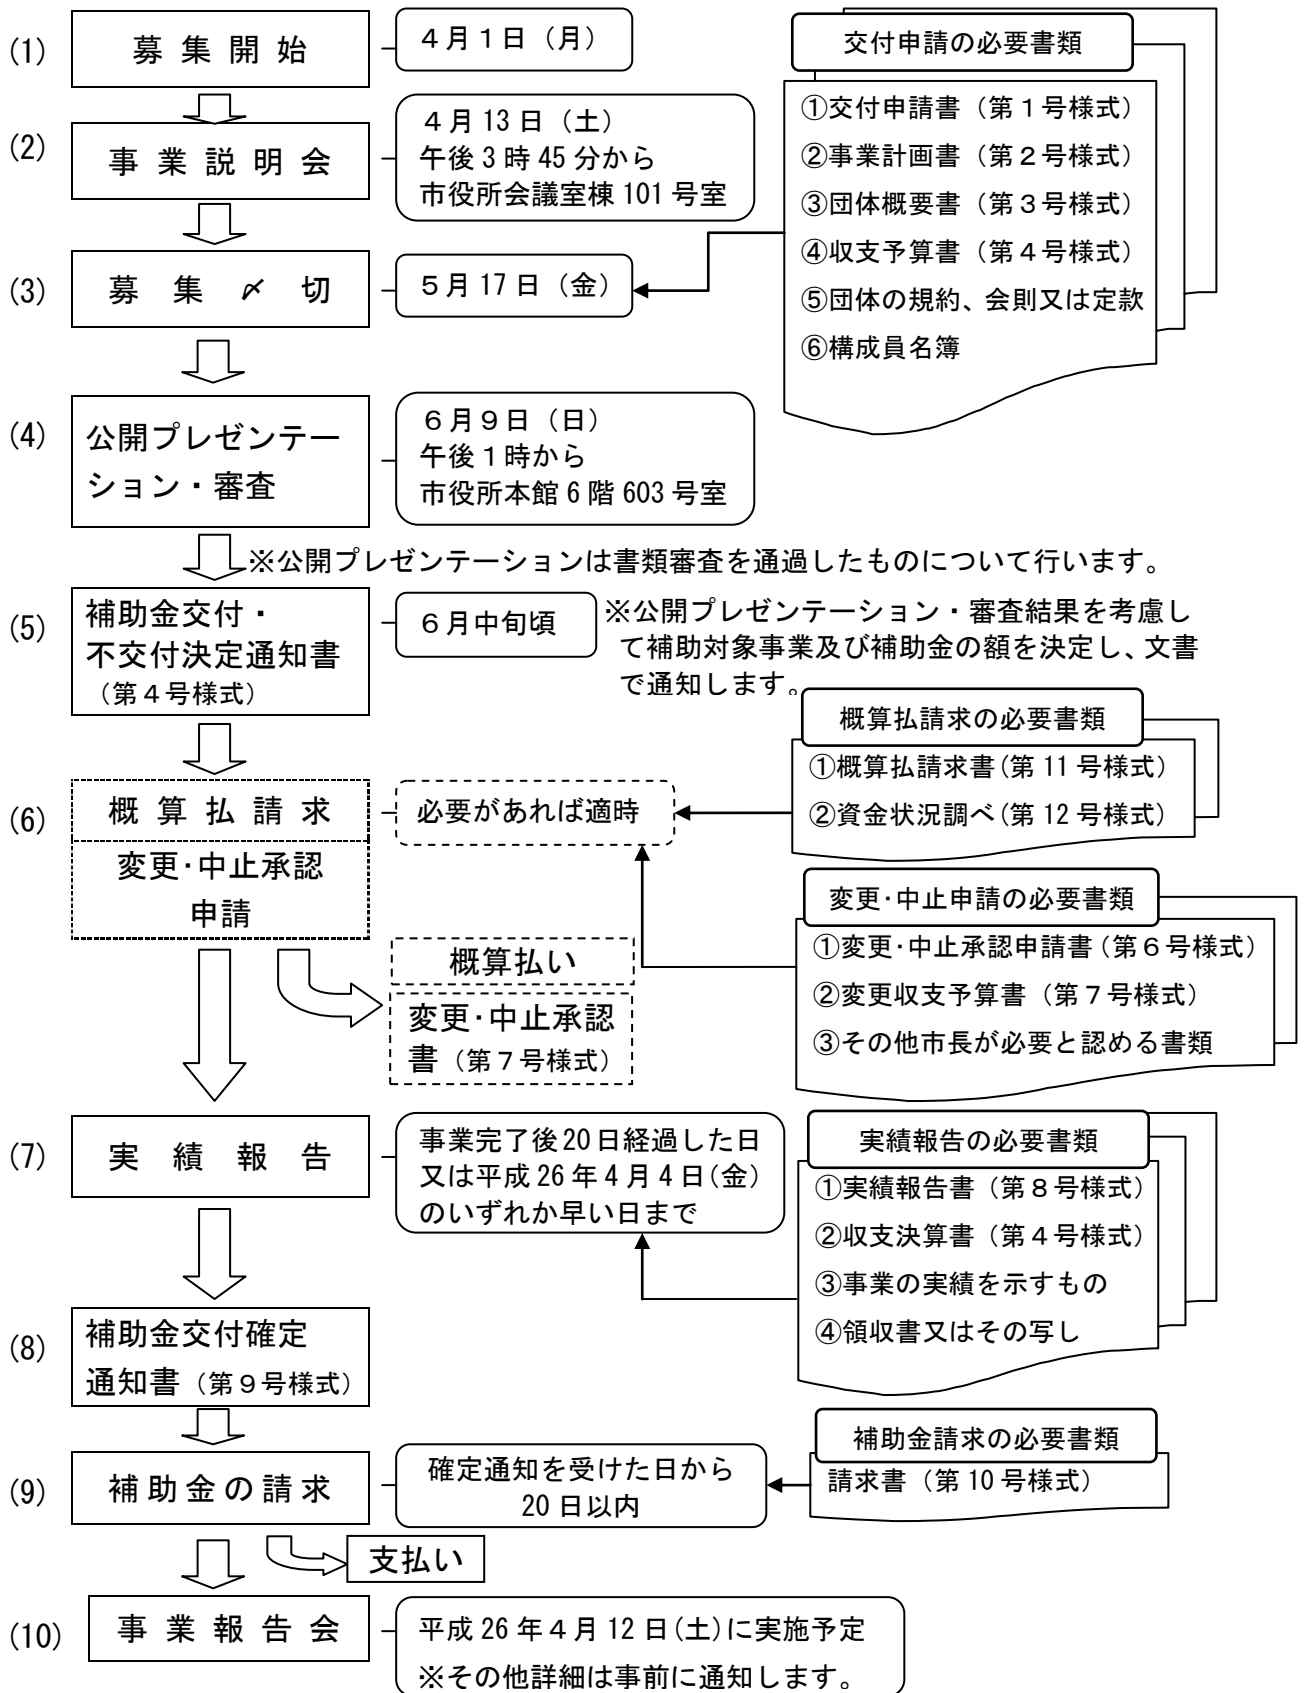 (1)
募集開始
4月1日（月）
交付申請の必要書類
①交付申請書（第１号様式）
②事業計画書（第２号様式）
③団体概要書（第３号様式）
④収支予算書（第４号様式）
⑤団体の規約、会則又は定款
⑥構成員名簿
(2)
事業説明会
４月13日（土）
午後３時45分から
市役所会議室棟101号室
(3)
募集〆切
５月17日（金）
(4)
公開プレゼンテー
ション・審査
６月９日（日）
午後１時から
市役所本館6階603号室
※公開プレゼンテーションは書類審査を通過したものについて行います。
(5)
補助金交付・
不交付決定通知書
（第４号様式）
６月中旬頃
※公開プレゼンテーション・審査結果を考慮し
て補助対象事業及び補助金の額を決定し、文書
で通知します。
(6)
概算払請求
変更･中止承認
申請
必要があれば適時
概算払請求の必要書類
①概算払請求書(第11号様式)
②資金状況調べ(第12号様式)
変更･中止申請の必要書類
①変更･中止承認申請書(第６号様式)
②変更収支予算書（第７号様式）
③その他市長が必要と認める書類
概算払い
変更･中止承認
書（第７号様式）
(7)
実績報告
事業完了後20日経過した日
又は平成26年4月4日(金)
のいずれか早い日まで
実績報告の必要書類
①実績報告書（第８号様式）
②収支決算書（第４号様式）
③事業の実績を示すもの
④領収書又はその写し
(8)
補助金交付確定
通知書（第９号様式）
(9)
補助金の請求
確定通知を受けた日から
20日以内
補助金請求の必要書類
請求書（第10号様式）
支払い
(10)
事業報告会
平成26年４月12日(土)に実施予定
※その他詳細は事前に通知します。